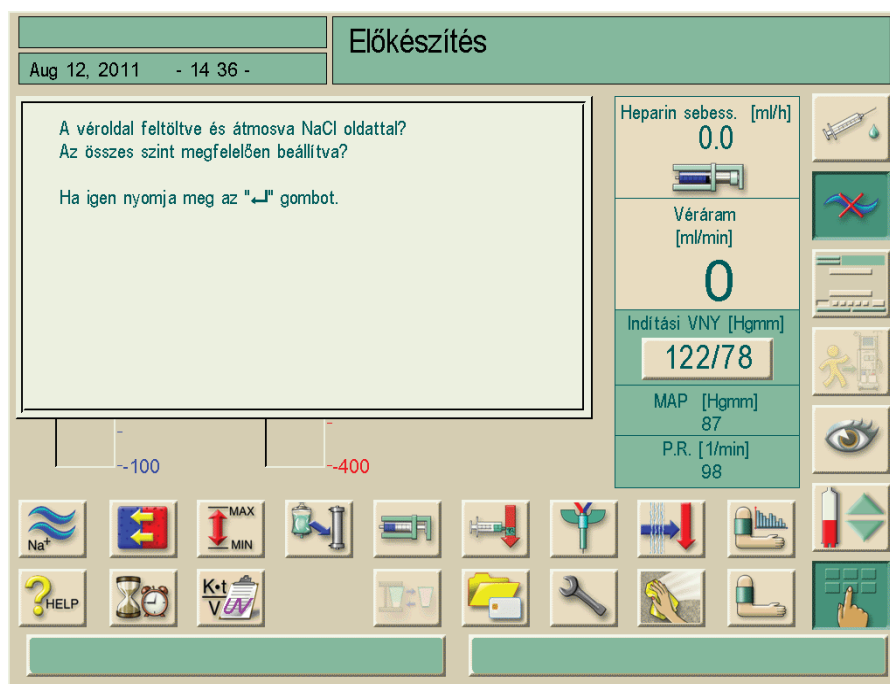 Előkészítés
Aug 12, 2011 - 14 36 -
A véroldal feltöltve és átmosva NaCl oldattal?
Az összes szint megfelelően beállítva?
Ha igen nyomja meg az "↵" gombot.
Heparin sebess. [ml/h]
0.0
Véráram
[ml/min]
0
Indítási VNY [Hgmm]
122/78
MAP [Hgmm]
87
P.R. [1/min]
98
-100
-400
Na+
MAX
MIN
HELP
K•t
V
UV